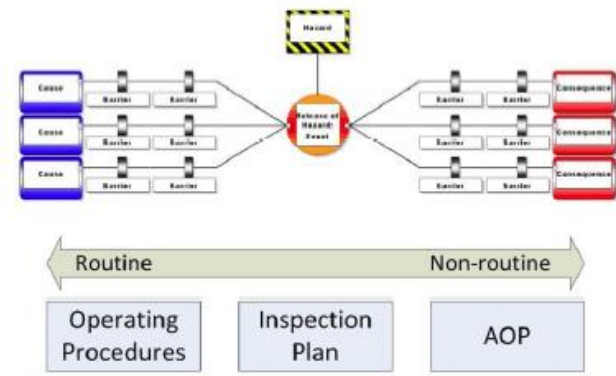 Hazard
Cause
Barrier
Barrier
Barrier
Barrier
Consequence
Release of
Hazard:
Event
Cause
Barrier
Barrier
Barrier
Barrier
Consequence
Cause
Barrier
Barrier
Barrier
Barrier
Consequence
Routine
Non-routine
Operating
Procedures
Inspection
Plan
AOP